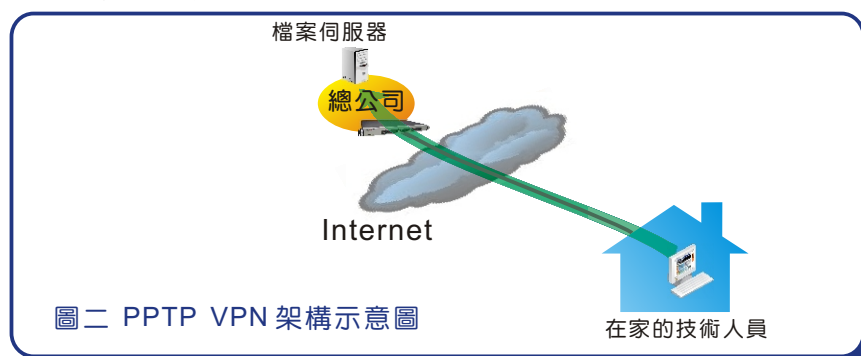 檔案伺服器
總公司
Internet
圖二 PPTP VPN 架構示意圖
在家的技術人員